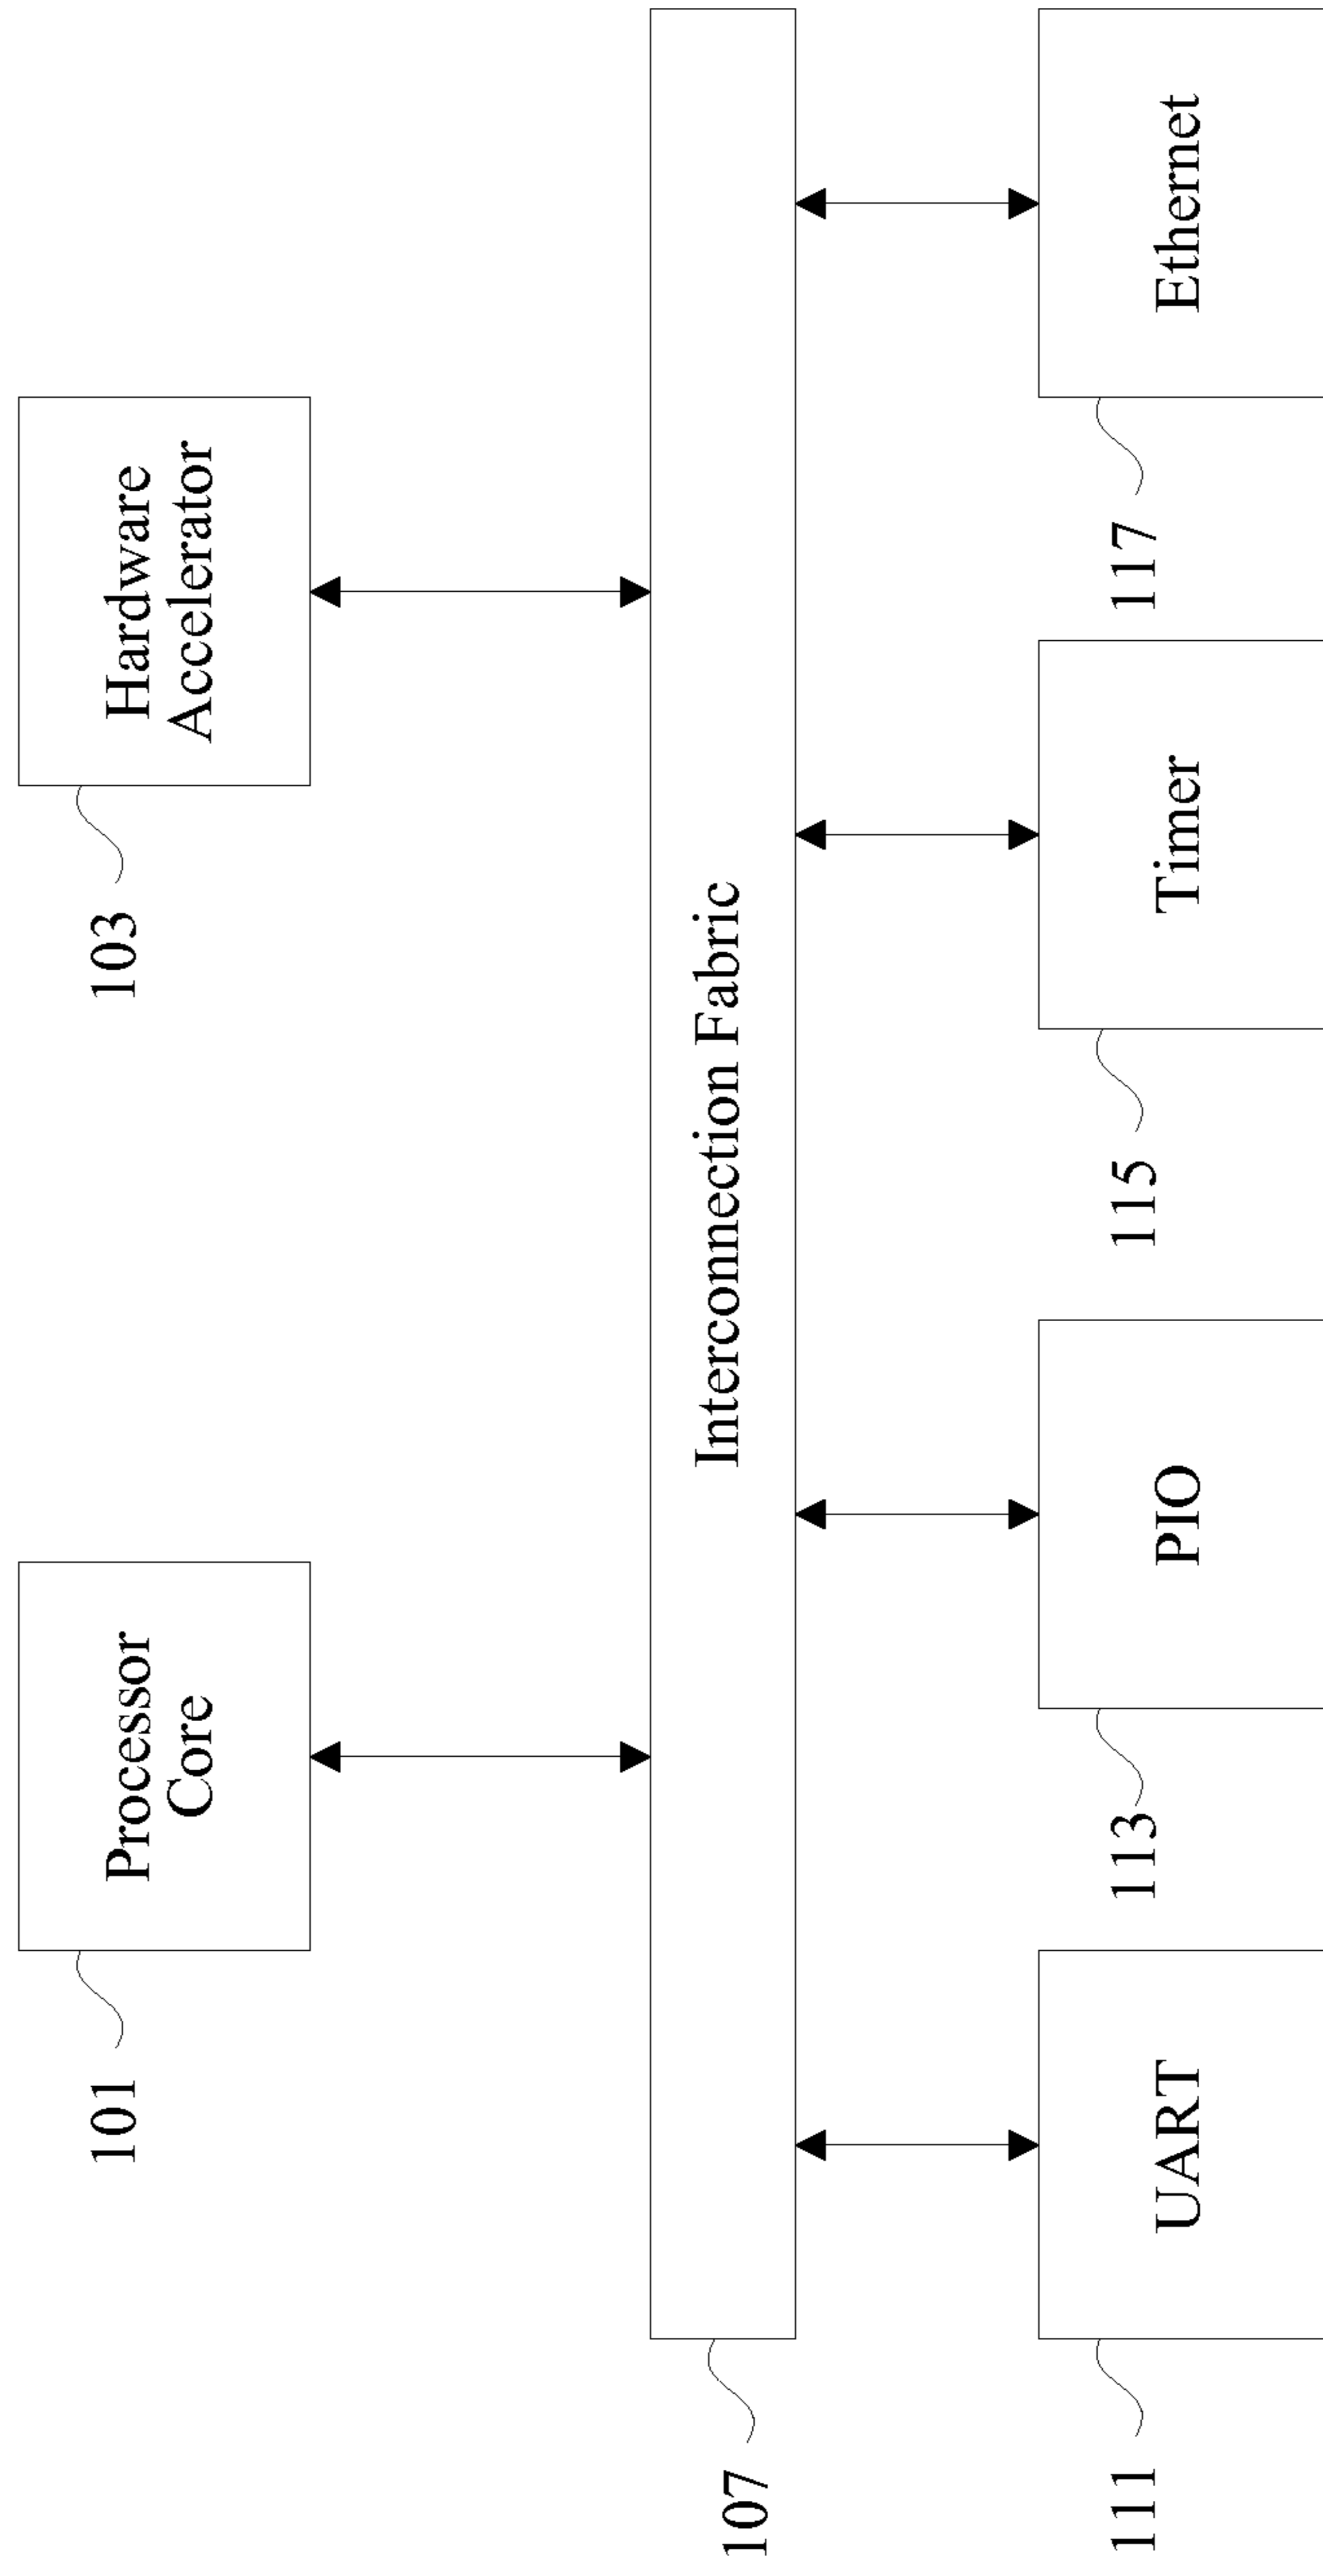 101
Processor
Core
103
Hardware
Accelerator
107
Interconnection Fabric
111
UART
113
PIO
115
Timer
117
Ethernet